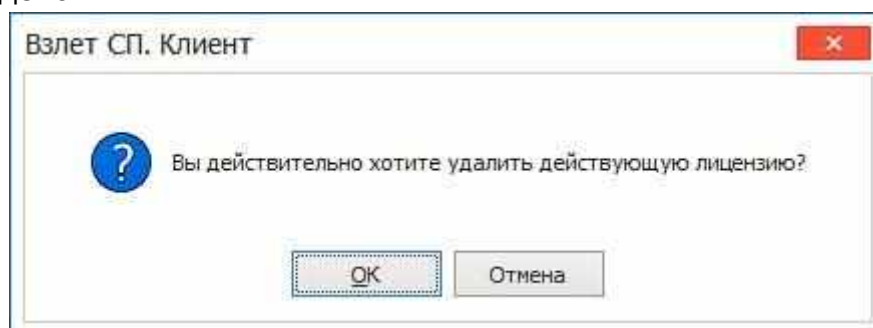 Взлет СП. Клиент
?
Вы действительно хотите удалить действующую лицензию?
OK
Отмена